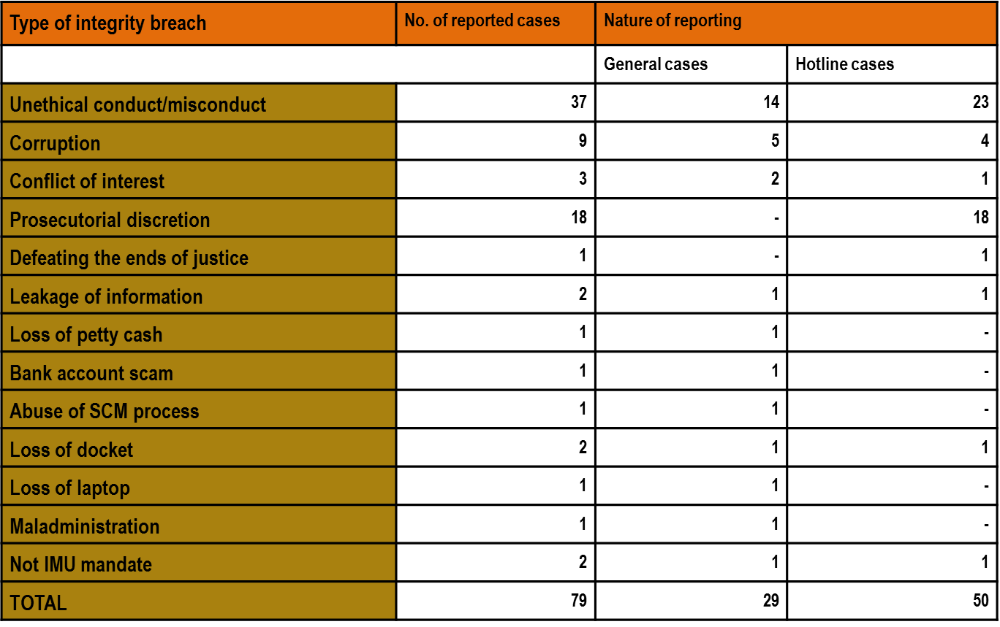 Type of integrity breach No. of reported cases Nature of reporting
General cases Hotline cases
Unethical conduct/misconduct 37 14 23
Corruption 9 5 4
Conflict of interest 3 2 1
Prosecutorial discretion 18 - 18
Defeating the ends of justice 1 - 1
Leakage of information 2 1 1
Loss of petty cash 1 1 -
Bank account scam 1 1 -
Abuse of SCM process 1 1 -
Loss of docket 2 1 1
Loss of laptop 1 1 -
Maladministration 1 1 -
Not IMU mandate 2 1 1
TOTAL 79 29 50